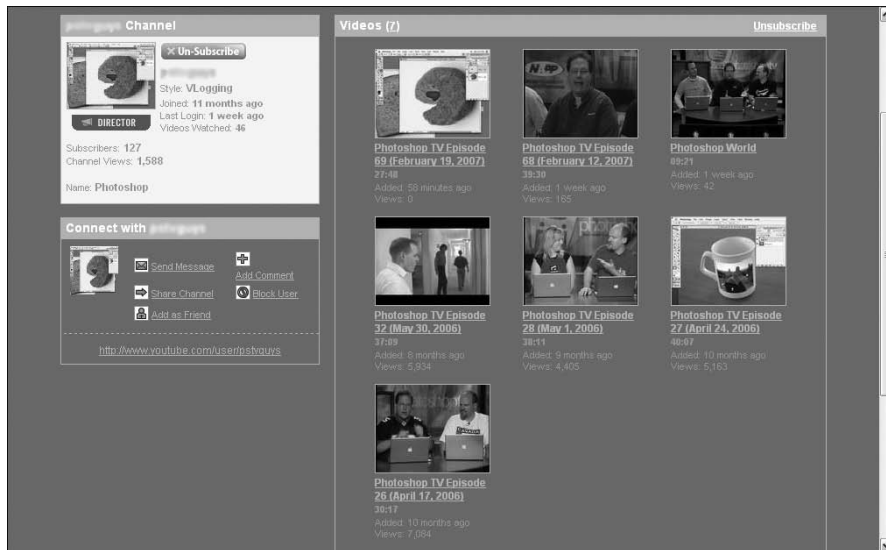 Channel
Un-Subscribe
Style: VLogging
Joined: 11 months ago
Last Login: 1 week ago
Videos Watched: 46
DIRECTOR
Subscribers: 127
Channel Views: 1,588
Name: Photoshop
Connect with
Send Message
Add Comment
Share Channel
Block User
Add as Friend
http://www.youtube.com/user/pstvguys
Videos (7)
Unsubscribe
Photoshop TV Episode
69 (February 19, 2007)
27:48
Added: 58 minutes ago
Views: 0
Photoshop TV Episode
68 (February 12, 2007)
39:30
Added: 1 week ago
Views: 165
Photoshop World
09:21
Added: 1 week ago
Views: 42
Photoshop TV Episode
32 (May 30, 2006)
37:09
Added: 8 months ago
Views: 5,934
Photoshop TV Episode
28 (May 1, 2006)
38:11
Added: 9 months ago
Views: 4,405
Photoshop TV Episode
27 (April 24, 2006)
40:07
Added: 10 months ago
Views: 5,163
Photoshop TV Episode
26 (April 17, 2006)
30:17
Added: 10 months ago
Views: 7,084